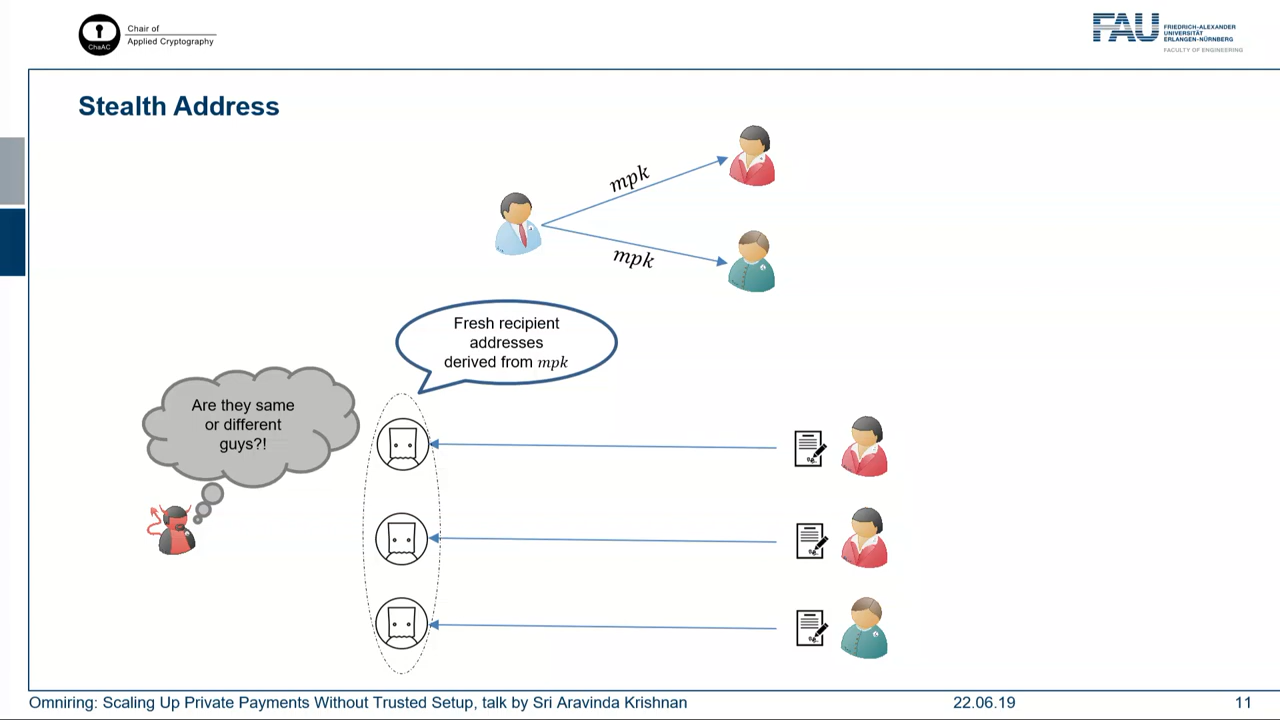 ChaAC
Chair of
Applied Cryptography
FAU
FRIEDRICH-ALEXANDER
UNIVERSITÄT
ERLANGEN-NÜRNBERG
FACULTY OF ENGINEERING
Stealth Address
mpk
mpk
Fresh recipient
addresses
derived from mpk
Are they same
or different
guys?!
Omniring: Scaling Up Private Payments Without Trusted Setup, talk by Sri Aravinda Krishnan
22.06.19
11